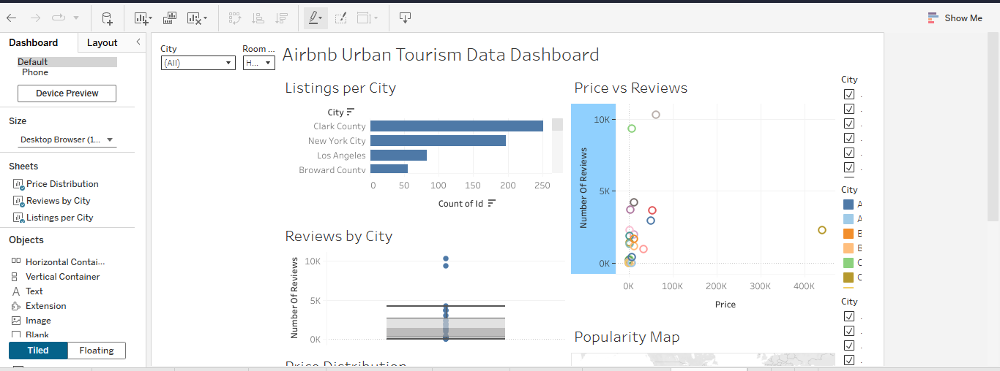 Show Me
Dashboard
Layout
Default
Phone
Device Preview
Size
Desktop Browser (1...
Sheets
Price Distribution
Reviews by City
Listings per City
Objects
Horizontal Contai...
Vertical Container
Text
Extension
Image
Blank
Tiled
Floating
City
(All)
Room ...
H...
Airbnb Urban Tourism Data Dashboard
Listings per City
City
Clark County
New York City
Los Angeles
Broward County
0 50 100 150 200 250
Count of Id
Reviews by City
Number Of Reviews
10K
5K
0K
Price Distribution
Price vs Reviews
Number Of Reviews
10K
5K
0K
0K 100K 200K 300K 400K
Price
Popularity Map
City
.
.
.
.
.
.
City
A
A
B
B
C
C
City
.
.
.
.